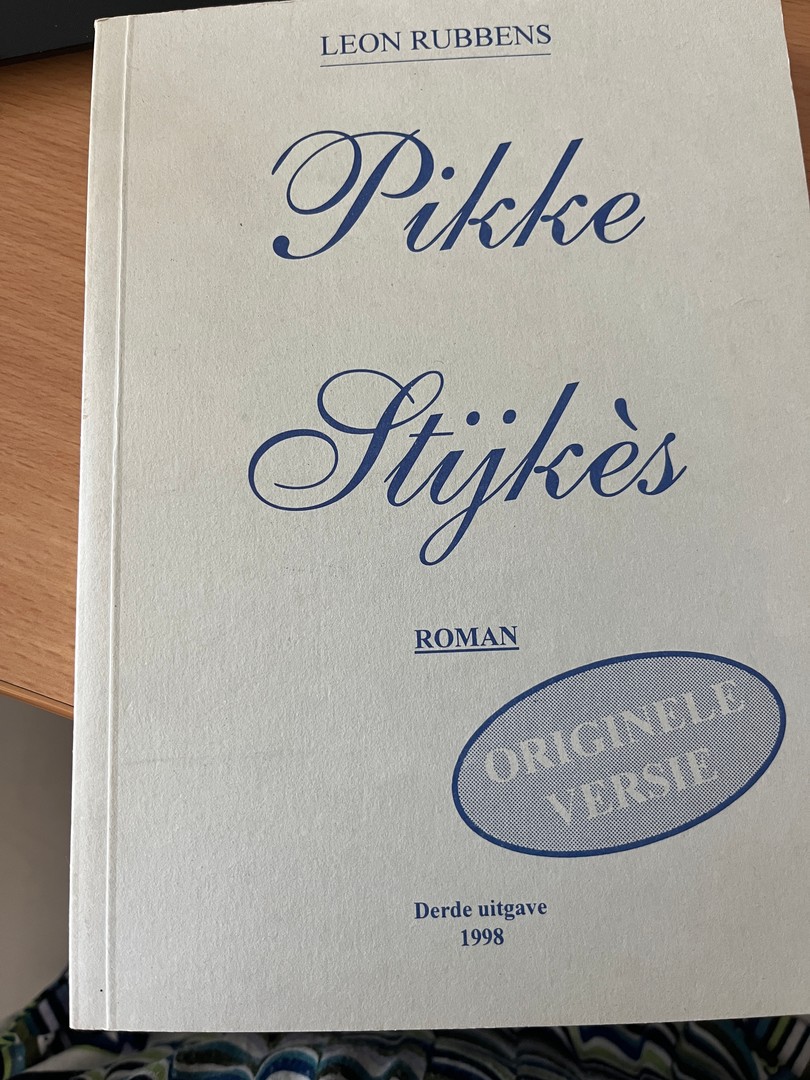 LEON RUBBENS
Pikke
Stijkès
ROMAN
ORIGINELE
VERSIE
Derde uitgave
1998